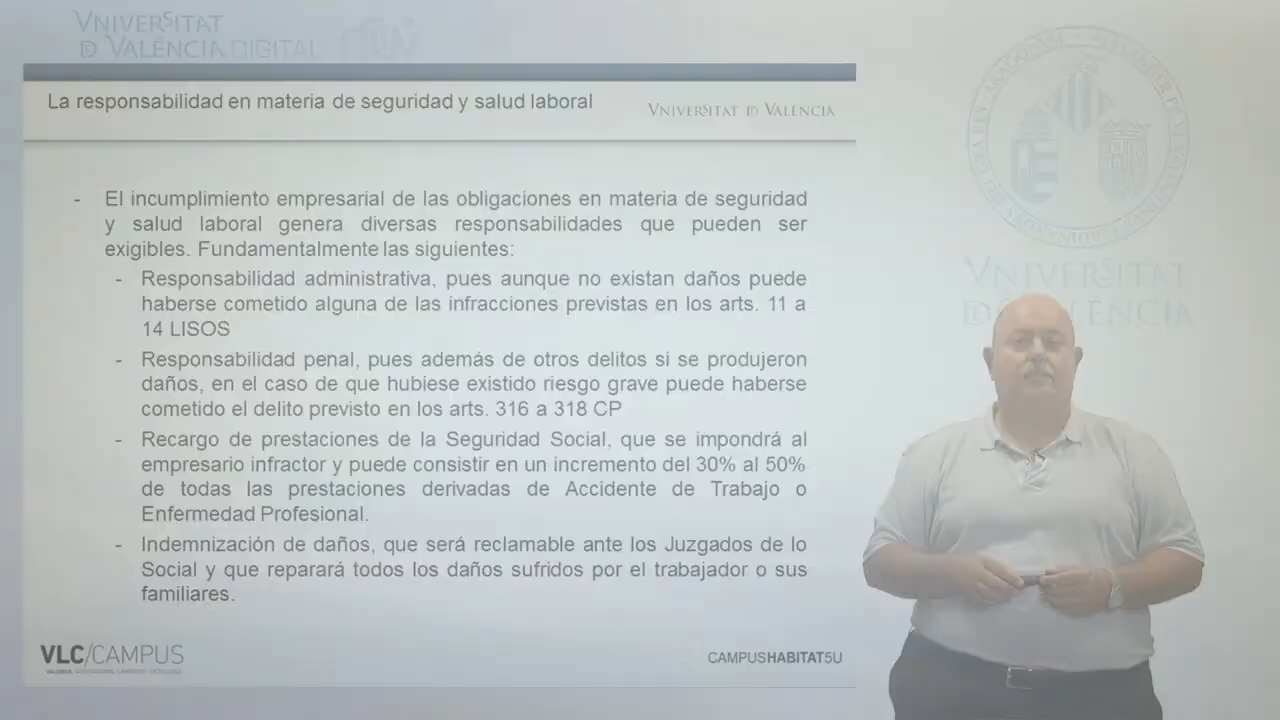 VNIVERSITAT
ID VALÈNCIA DIGITAL
La responsabilidad en materia de seguridad y salud laboral
VNIVERSITAT ID VALÈNCIA
- El incumplimiento empresarial de las obligaciones en materia de seguridad
y salud laboral genera diversas responsabilidades que pueden ser
exigibles. Fundamentalmente las siguientes:
- Responsabilidad administrativa, pues aunque no existan daños puede
haberse cometido alguna de las infracciones previstas en los arts. 11 a
14 LISOS
- Responsabilidad penal, pues además de otros delitos si se produjeron
daños, en el caso de que hubiese existido riesgo grave puede haberse
cometido el delito previsto en los arts. 316 a 318 CP
- Recargo de prestaciones de la Seguridad Social, que se impondrá al
empresario infractor y puede consistir en un incremento del 30% al 50%
de todas las prestaciones derivadas de Accidente de Trabajo o
Enfermedad Profesional.
- Indemnización de daños, que será reclamable ante los Juzgados de lo
Social y que reparará todos los daños sufridos por el trabajador o sus
familiares.
VLC/CAMPUS
CAMPUSHABITAT5U
VNIVERSITAT
ID VALÈNCIA